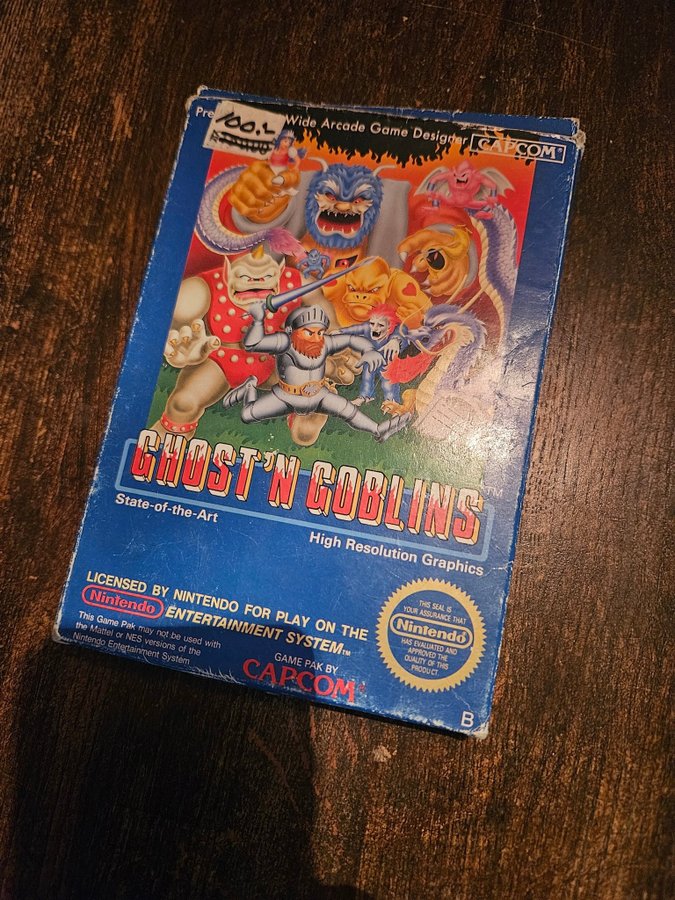 Pre
100.
Wide Arcade Game Designer CAPCOM®
GHOST'N GOBLINS™
State-of-the-Art
High Resolution Graphics
LICENSED BY NINTENDO FOR PLAY ON THE
Nintendo®
ENTERTAINMENT SYSTEM™
This Game Pak may not be used with
the Mattel or NES versions of the
Nintendo Entertainment System
GAME PAK BY
CAPCOM®
THIS SEAL IS
YOUR ASSURANCE THAT
Nintendo®
HAS EVALUATED AND
APPROVED THE
QUALITY OF THIS
PRODUCT
B